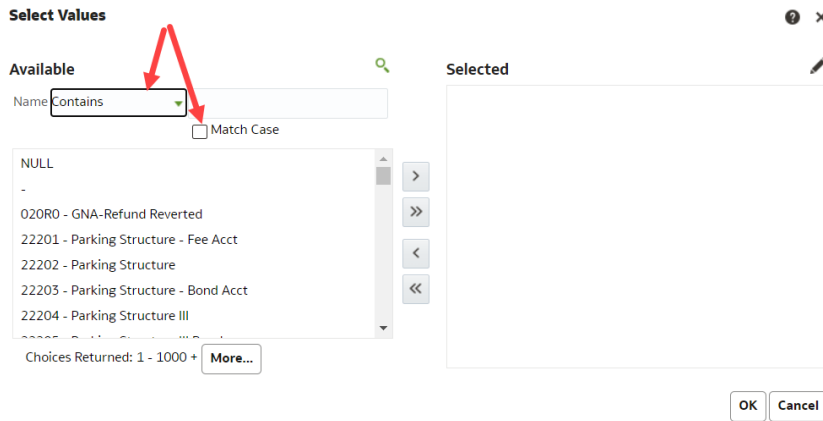 Select Values
Available
Selected
Name Contains
Match Case
NULL
-
020R0 - GNA-Refund Reverted
22201 - Parking Structure - Fee Acct
22202 - Parking Structure
22203 - Parking Structure - Bond Acct
22204 - Parking Structure III
Choices Returned: 1 - 1000 + More...
OK Cancel